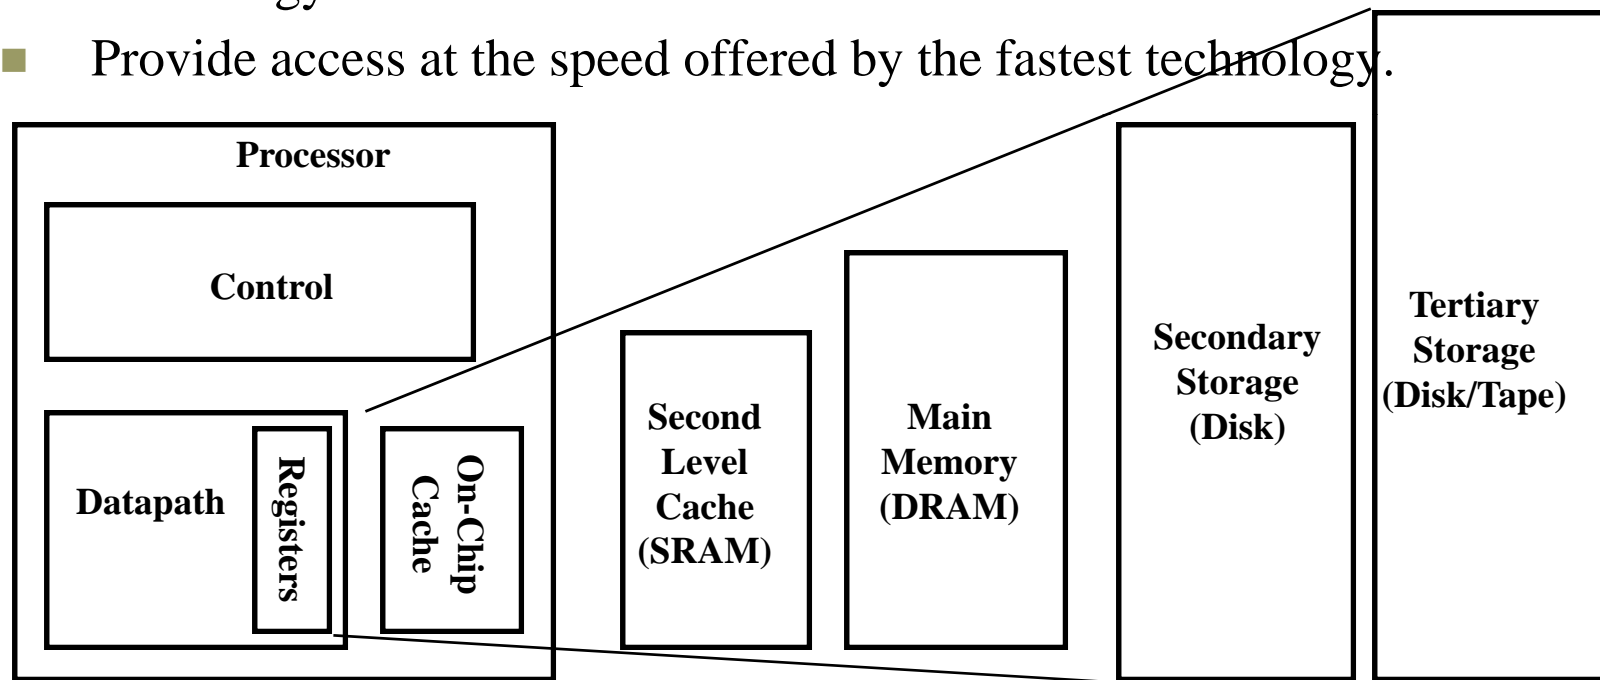 Provide access at the speed offered by the fastest technology.
Processor
Control
Datapath
Registers
On-Chip
Cache
Second
Level
Cache
(SRAM)
Main
Memory
(DRAM)
Secondary
Storage
(Disk)
Tertiary
Storage
(Disk/Tape)